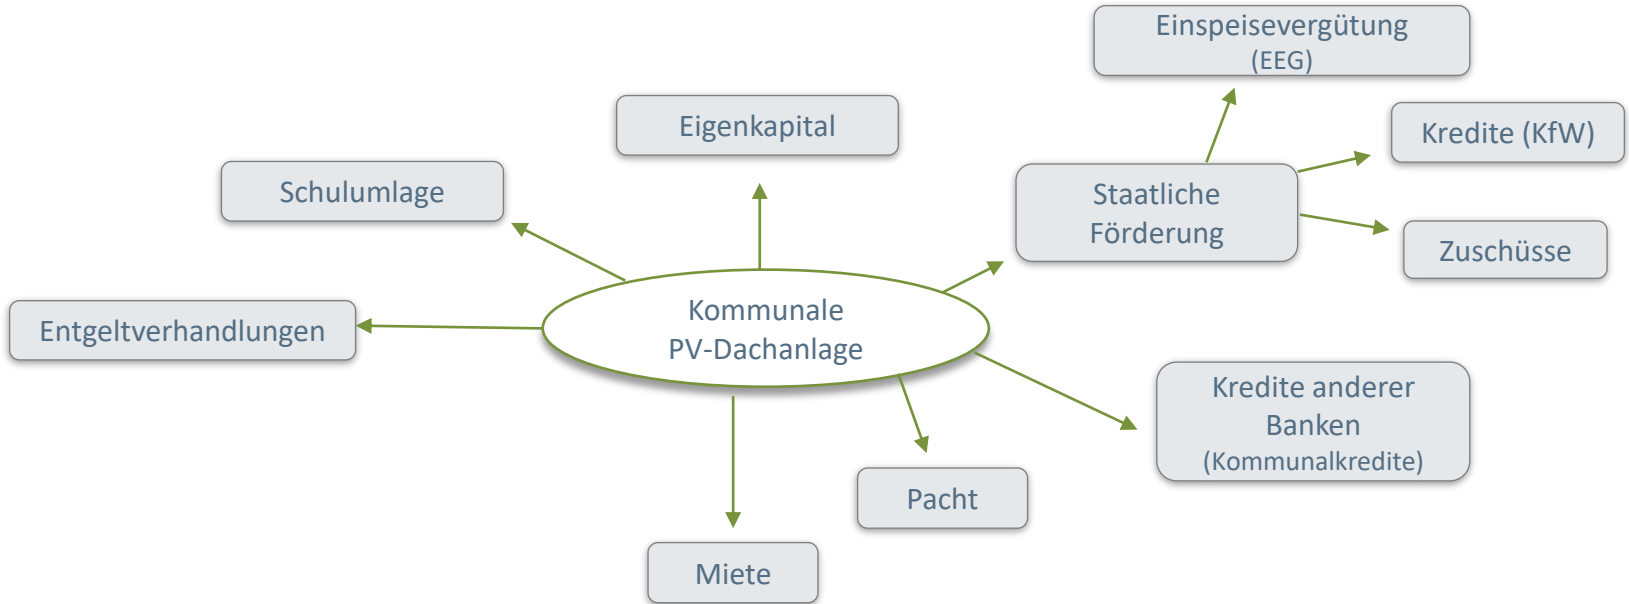 Einspeisevergütung
(EEG)
Eigenkapital
Kredite (KfW)
Schulumlage
Staatliche
Förderung
Zuschüsse
Entgeltverhandlungen
Kommunale
PV-Dachanlage
Kredite anderer
Banken
(Kommunalkredite)
Pacht
Miete